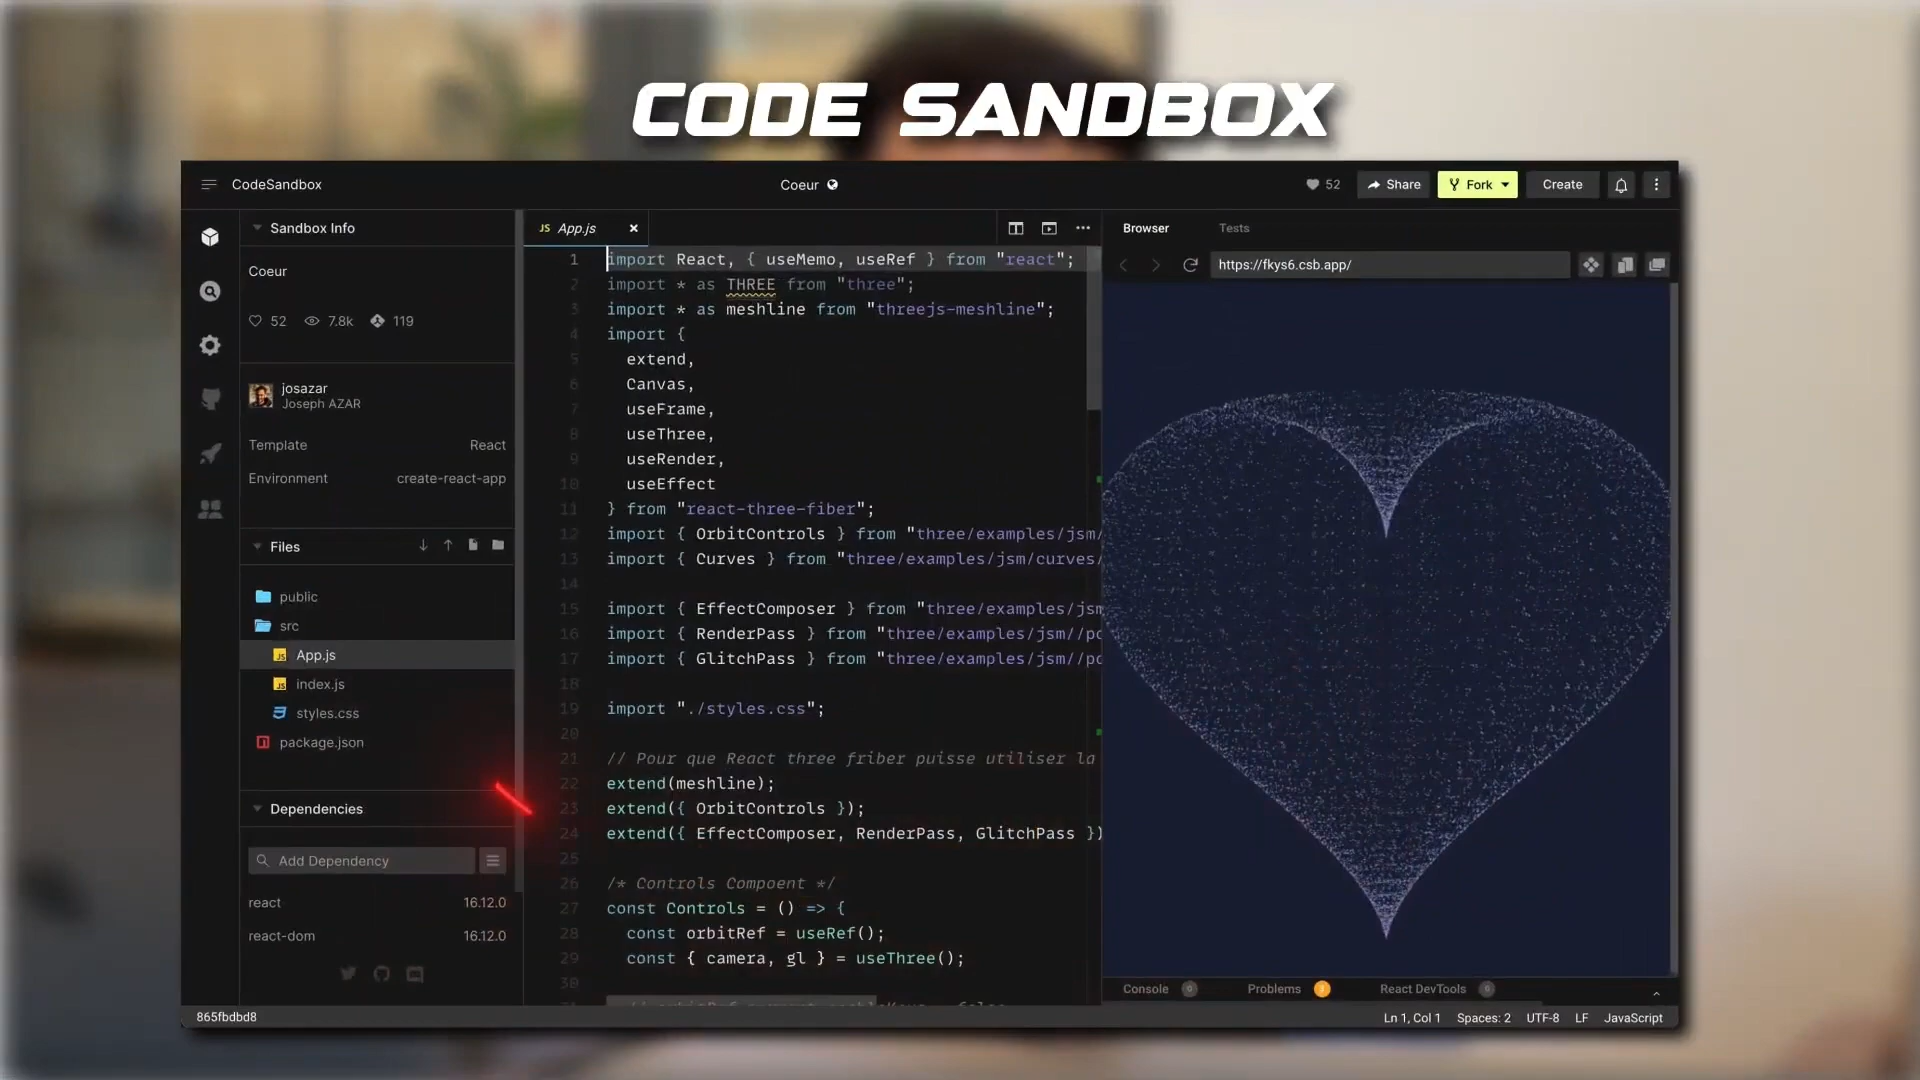 CODE SANDBOX
CodeSandbox
Coeur
52
Share
Fork
Create
Sandbox Info
Coeur
52
7.8k
119
josazar
Joseph AZAR
Template
React
Environment
create-react-app
Files
public
src
App.js
index.js
styles.css
package.json
Dependencies
Add Dependency
react
16.12.0
react-dom
16.12.0
865fbdbd8
JS App.js
1 import React, { useMemo, useRef } from "react";
2 import * as THREE from "three";
3 import * as meshline from "threejs-meshline";
4 import {
5 extend,
6 Canvas,
7 useFrame,
8 useThree,
9 useRender,
10 useEffect
11 } from "react-three-fiber";
12 import { OrbitControls } from "three/examples/jsm/
13 import { Curves } from "three/examples/jsm/curves/
14
15 import { EffectComposer } from "three/examples/jsm
16 import { RenderPass } from "three/examples/jsm//po
17 import { GlitchPass } from "three/examples/jsm//po
18
19 import "./styles.css";
20
21 // Pour que React three friber puisse utiliser la
22 extend(meshline);
23 extend({ OrbitControls });
24 extend({ EffectComposer, RenderPass, GlitchPass })
25
26 /* Controls Compoent */
27 const Controls = () => {
28 const orbitRef = useRef();
29 const { camera, gl } = useThree();
30
Browser
Tests
https://fkys6.csb.app/
Console 0
Problems 3
React DevTools 0
Ln 1, Col 1
Spaces: 2
UTF-8
LF
JavaScript